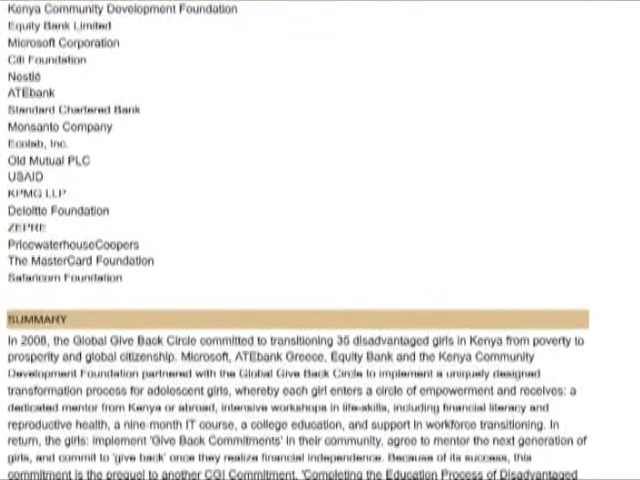 Kenya Community Development Foundation
Equity Bank Limited
Microsoft Corporation
Citi Foundation
Nestlé
ATEbank
Standard Chartered Bank
Monsanto Company
Ecolab, Inc.
Old Mutual PLC
USAID
KPMG LLP
Deloitte Foundation
ZEPRE
PricewaterhouseCoopers
The MasterCard Foundation
Safaricom Foundation
SUMMARY
In 2008, the Global Give Back Circle committed to transitioning 35 disadvantaged girls in Kenya from poverty to
prosperity and global citizenship. Microsoft, ATEbank Greece, Equity Bank and the Kenya Community
Development Foundation partnered with the Global Give Back Circle to implement a uniquely designed
transformation process for adolescent girls, whereby each girl enters a circle of empowerment and receives: a
dedicated mentor from Kenya or abroad, intensive workshops in life-skills, including financial literacy and
reproductive health, a nine-month IT course, a college education, and support in workforce transitioning. In
return, the girls: implement 'Give Back Commitments' in their community, agree to mentor the next generation of
girls, and commit to 'give back' once they realize financial independence. Because of its success, this
commitment is the prequel to another CGI Commitment, 'Completing the Education Process of Disadvantaged